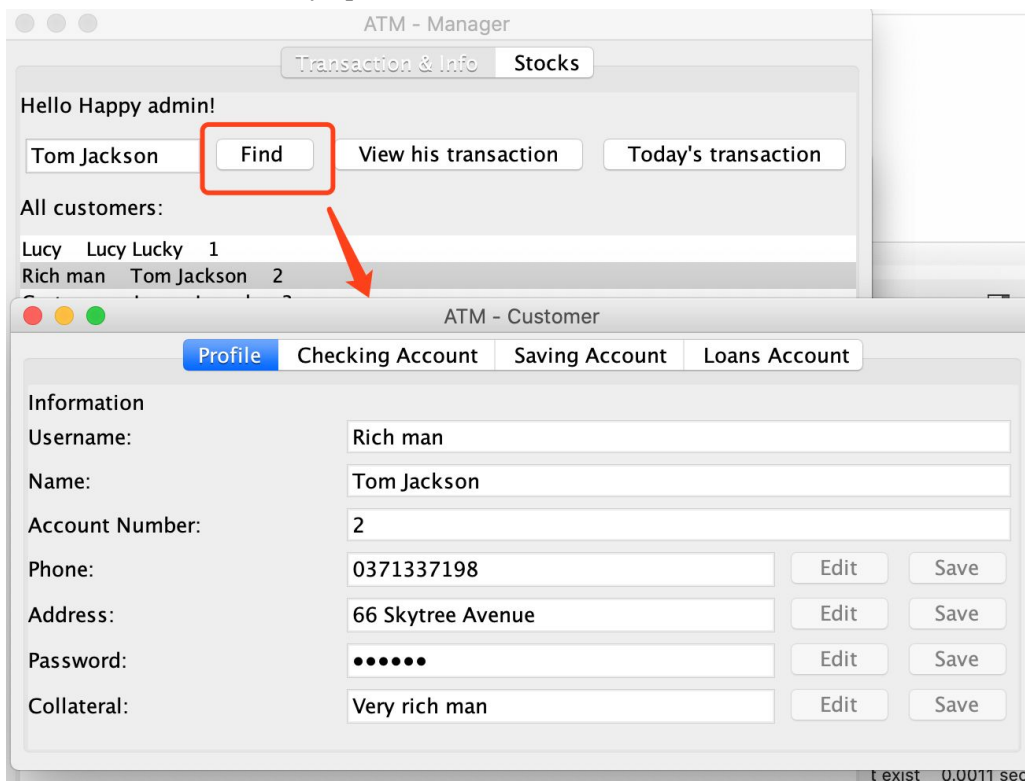 ATM - Manager
Transaction & Info Stocks
Hello Happy admin!
Tom Jackson Find View his transaction Today's transaction
All customers:
Lucy Lucy Lucky 1
Rich man Tom Jackson 2
ATM - Customer
Profile Checking Account Saving Account Loans Account
Information
Username: Rich man
Name: Tom Jackson
Account Number: 2
Phone: 0371337198 Edit Save
Address: 66 Skytree Avenue Edit Save
Password: •••••• Edit Save
Collateral: Very rich man Edit Save
t exist 0.0011 sec